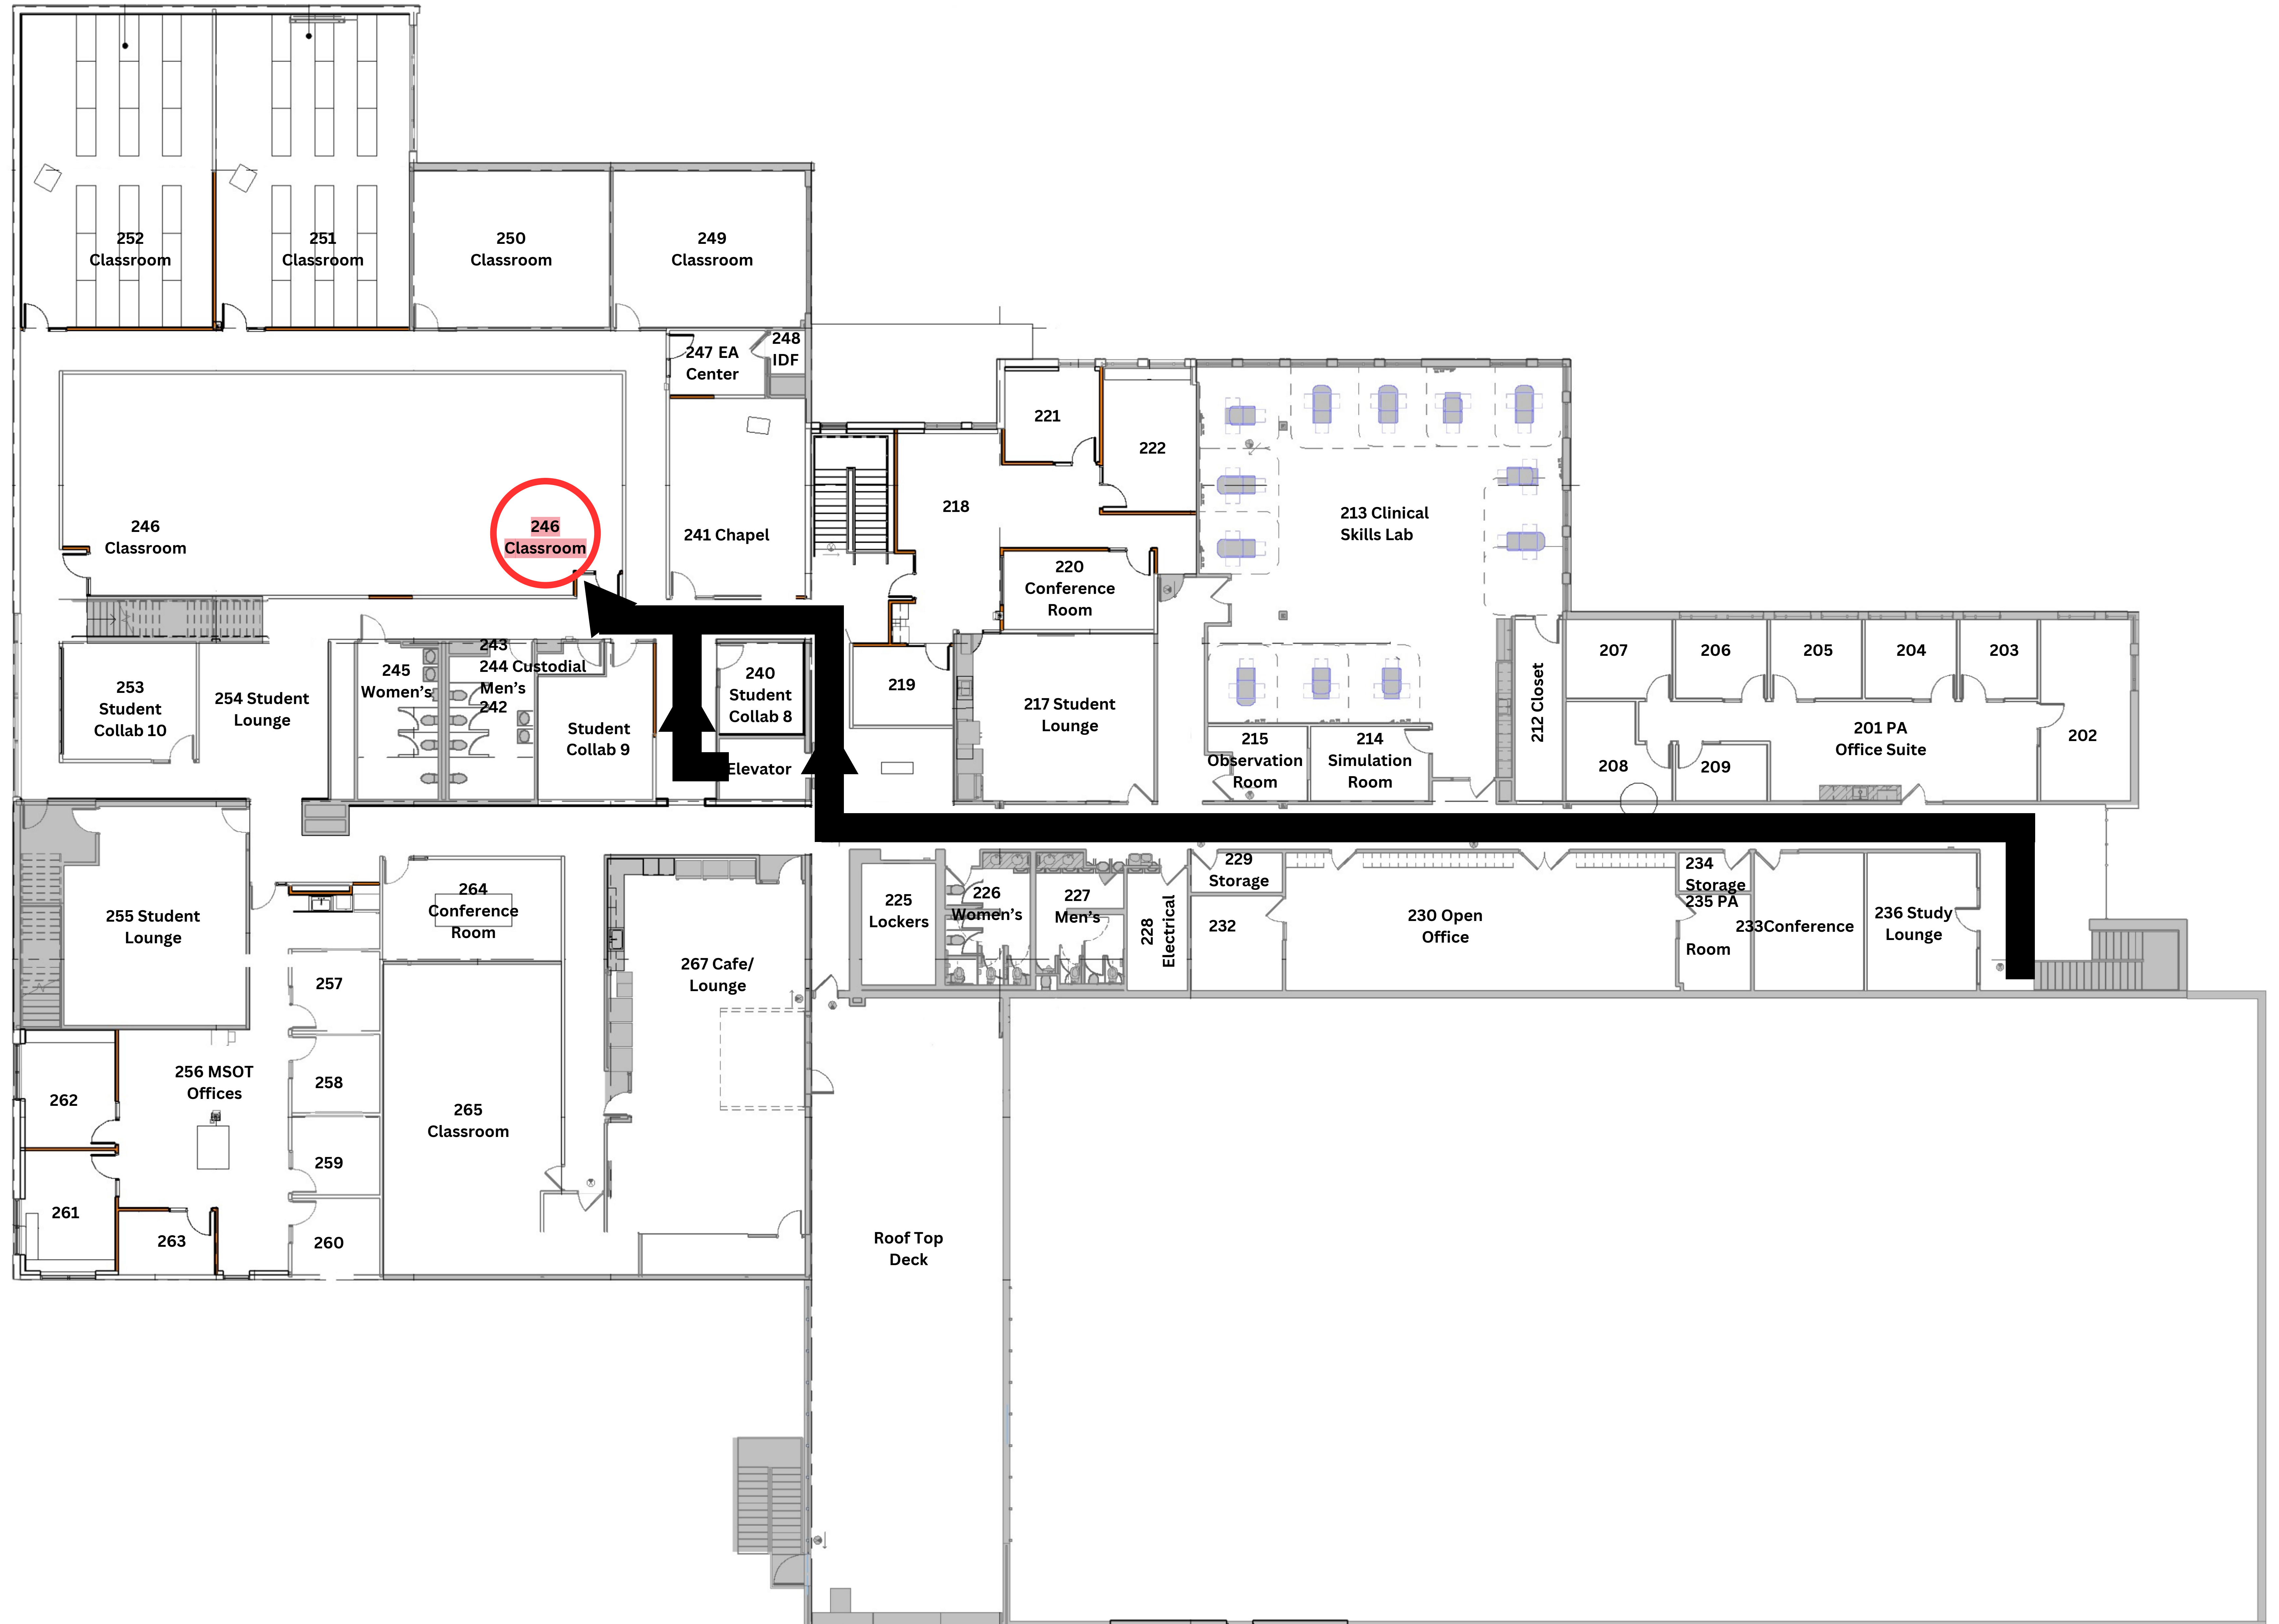 252
Classroom
251
Classroom
250
Classroom
249
Classroom
247 EA
Center
248
IDF
246
Classroom
246
Classroom
241 Chapel
218
221
222
220
Conference
Room
213 Clinical
Skills Lab
253
Student
Collab 10
254 Student
Lounge
245
Women's
243
244 Custodial
Men's
242
Student
Collab 9
240
Student
Collab 8
Elevator
219
217 Student
Lounge
215
Observation
Room
214
Simulation
Room
212 Closet
207
206
205
204
203
201 PA
Office Suite
202
208
209
255 Student
Lounge
264
Conference
Room
267 Cafe/
Lounge
225
Lockers
226
Women's
227
Men's
228
Electrical
229
Storage
232
230 Open
Office
234
Storage
235 PA
Room
233Conference
236 Study
Lounge
257
256 MSOT
Offices
258
262
265
Classroom
259
261
263
260
Roof Top
Deck